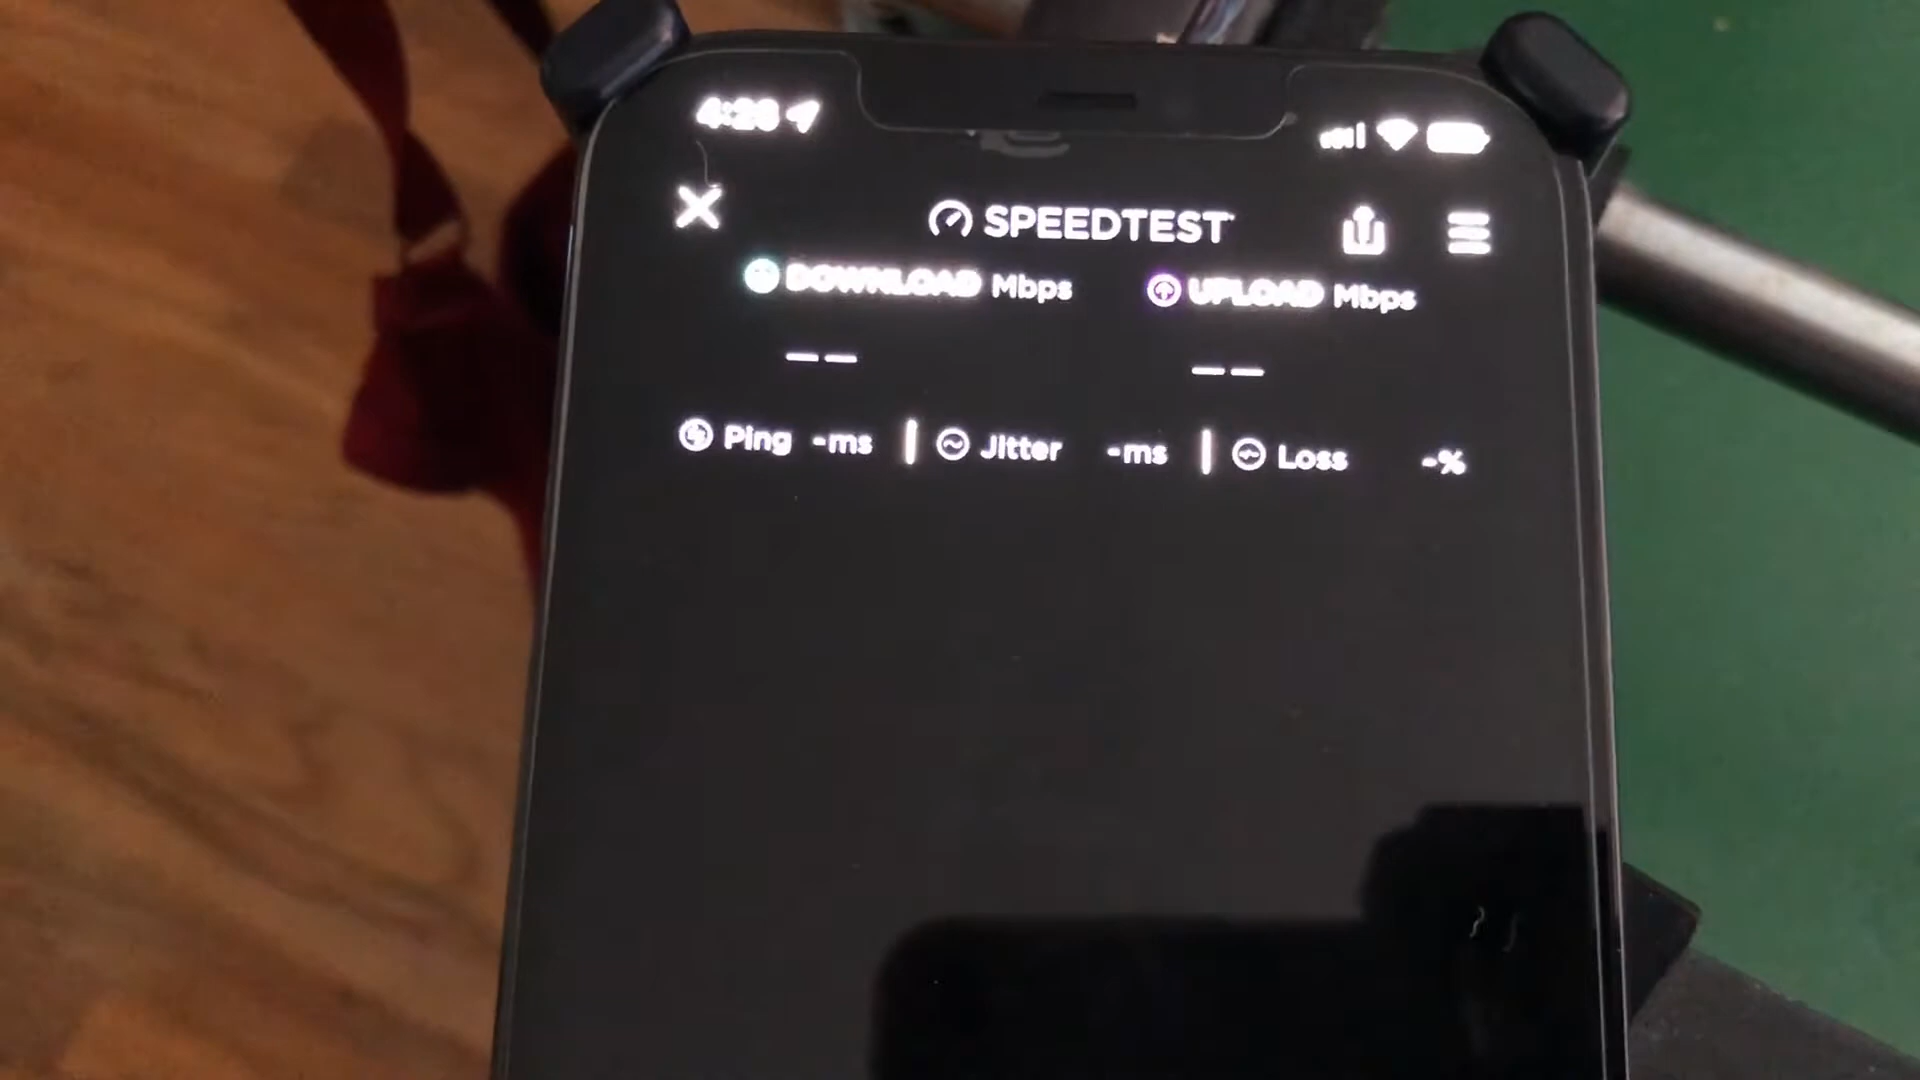 4:28
SPEEDTEST
DOWNLOAD Mbps
UPLOAD Mbps
— —
— —
Ping -ms | Jitter -ms | Loss -%